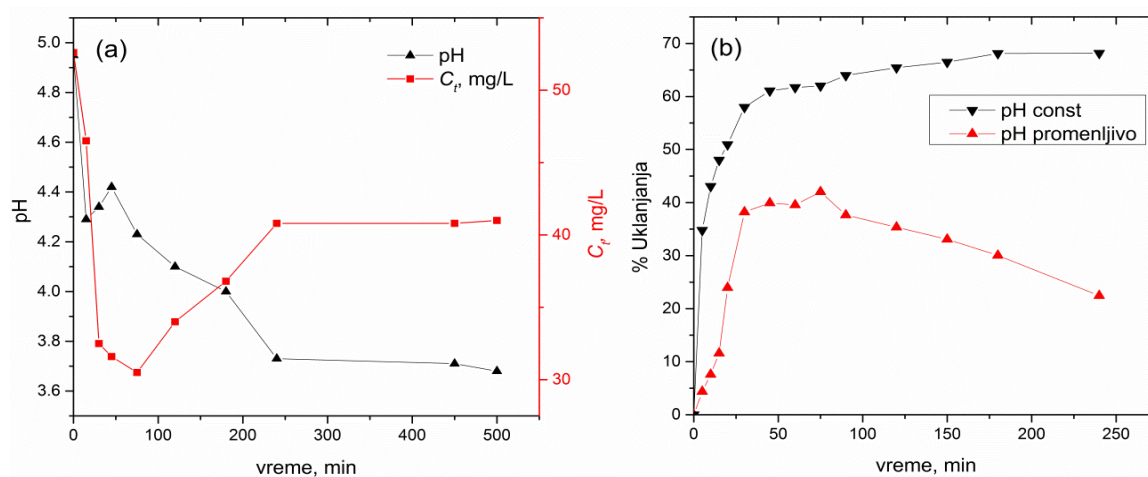 (a)
pH
Cₜ, mg/L
5.0
4.8
4.6
4.4
4.2
4.0
3.8
3.6
pH
50
40
30
Cₜ, mg/L
0 100 200 300 400 500
vreme, min
(b)
pH const
pH promenljivo
70
60
50
40
30
20
10
0
% Uklanjanja
0 50 100 150 200 250
vreme, min